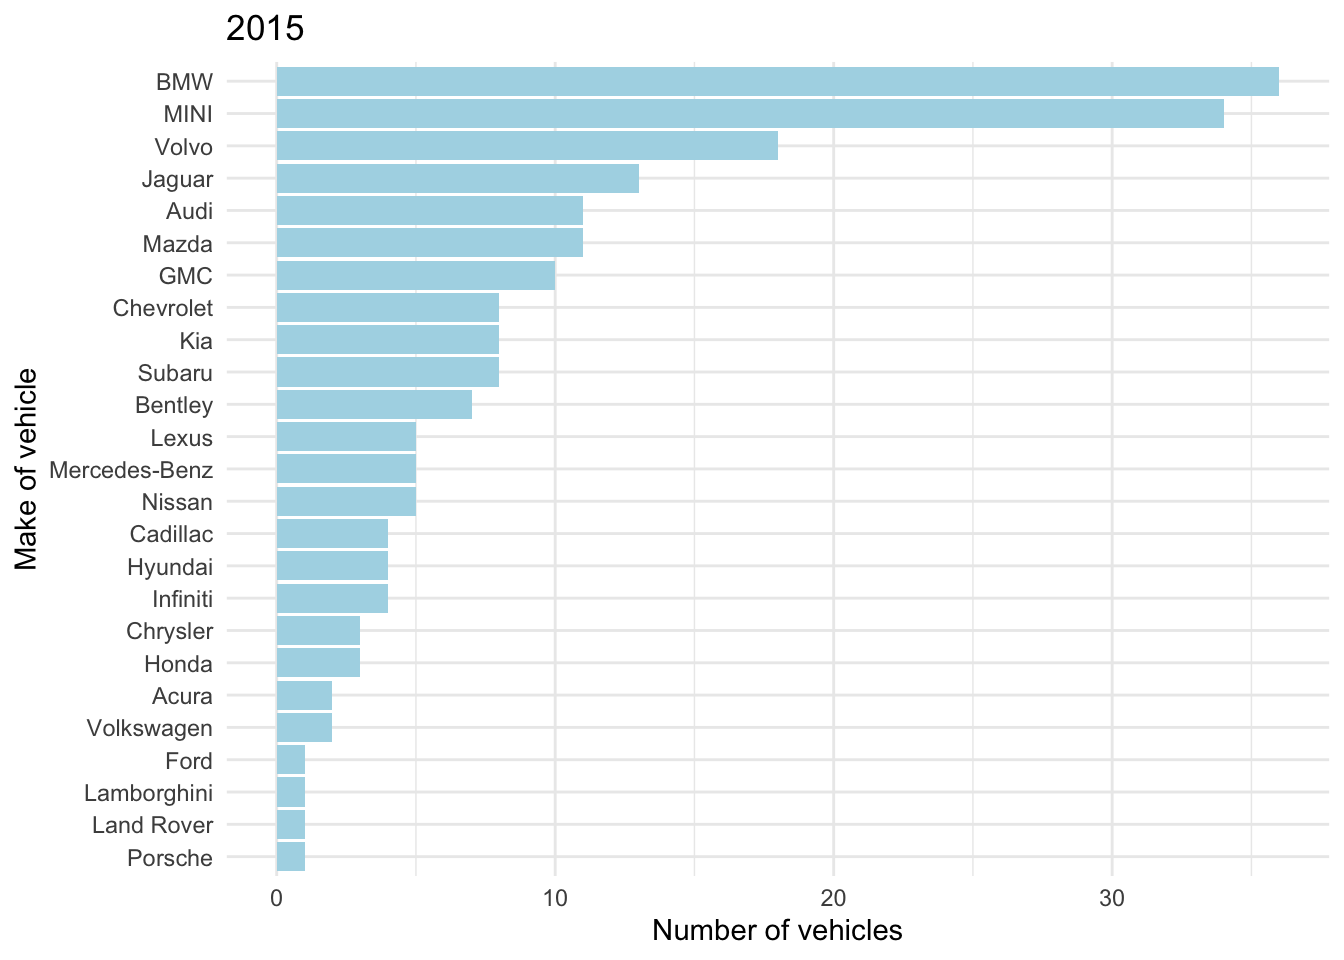 2015
Make of vehicle
BMW
MINI
Volvo
Jaguar
Audi
Mazda
GMC
Chevrolet
Kia
Subaru
Bentley
Lexus
Mercedes-Benz
Nissan
Cadillac
Hyundai
Infiniti
Chrysler
Honda
Acura
Volkswagen
Ford
Lamborghini
Land Rover
Porsche
0 10 20 30
Number of vehicles